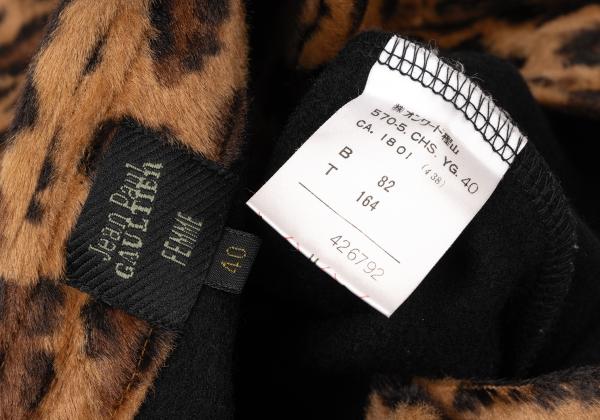 Jean Paul
GAULTIER
FEMME
40
㈱オンワード樫山
570-5, CHS. YG. 40
CA. 1801 (438)
B 82
T 164
426792